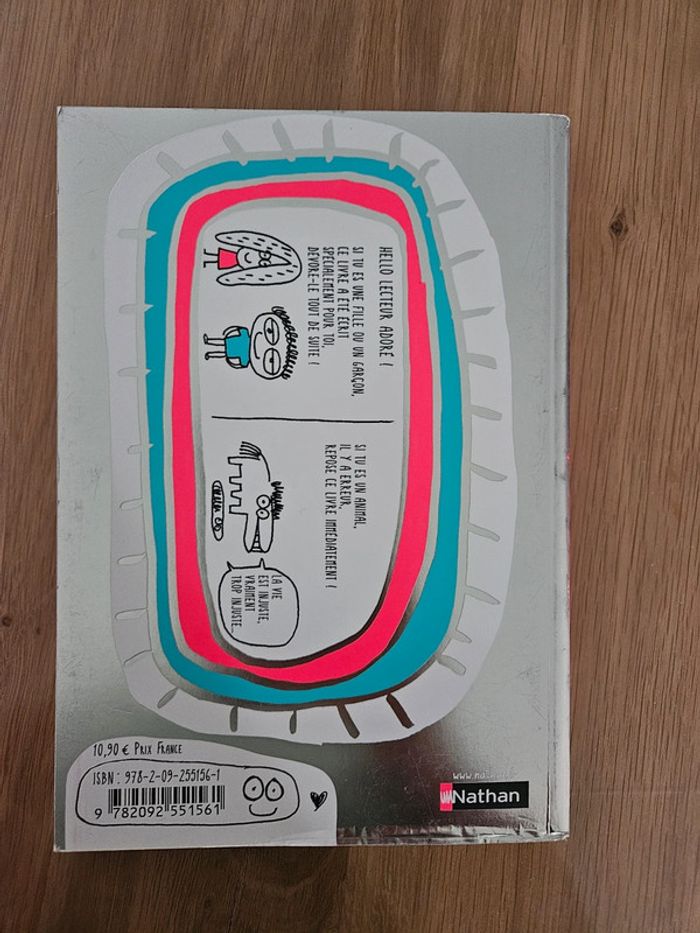 HELLO LECTEUR ADORÉ !
SI TU ES UNE FILLE OU UN GARÇON,
CE LIVRE A ÉTÉ ÉCRIT
SPÉCIALEMENT POUR TOI,
DÉVORE-LE TOUT DE SUITE !
SI TU ES UN ANIMAL,
IL Y A ERREUR,
REPOSE CE LIVRE IMMÉDIATEMENT !
LA VIE
EST INJUSTE,
VRAIMENT
TROP INJUSTE...
10,90 € PRIX FRANCE
ISBN : 978-2-09-255156-1
9 782092 551561
Nathan